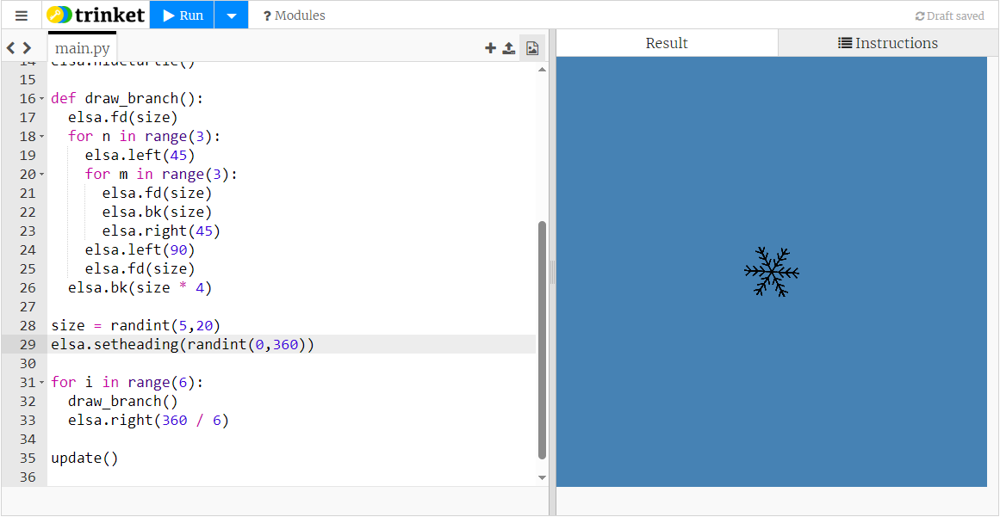 trinket Run ? Modules Draft saved
main.py Result Instructions
14 elsa.hideturtle()
15
16 def draw_branch():
17   elsa.fd(size)
18   for n in range(3):
19     elsa.left(45)
20     for m in range(3):
21       elsa.fd(size)
22       elsa.bk(size)
23       elsa.right(45)
24     elsa.left(90)
25     elsa.fd(size)
26   elsa.bk(size * 4)
27
28 size = randint(5,20)
29 elsa.setheading(randint(0,360))
30
31 for i in range(6):
32   draw_branch()
33   elsa.right(360 / 6)
34
35 update()
36